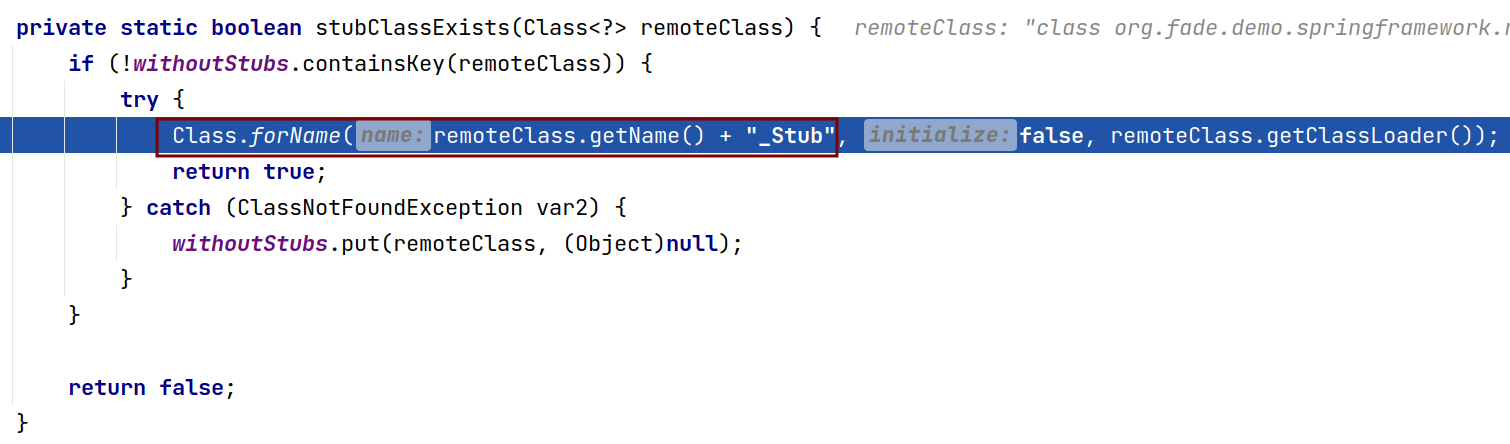 private static boolean stubClassExists(Class<?> remoteClass) {  remoteClass: "class org.fade.demo.springframework.
    if (!withoutStubs.containsKey(remoteClass)) {
        try {
            Class.forName( name: remoteClass.getName() + "_Stub", initialize: false, remoteClass.getClassLoader());
            return true;
        } catch (ClassNotFoundException var2) {
            withoutStubs.put(remoteClass, (Object)null);
        }
    }
    return false;
}